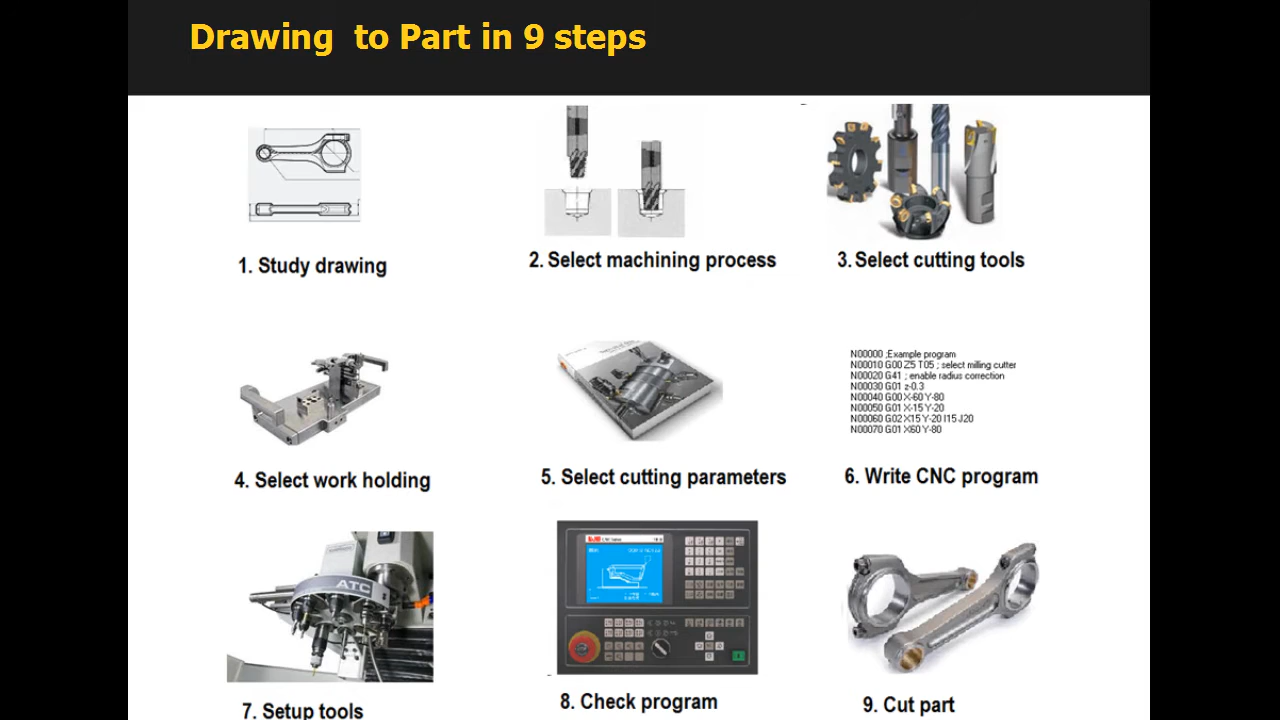 Drawing to Part in 9 steps
1. Study drawing
2. Select machining process
3. Select cutting tools
4. Select work holding
5. Select cutting parameters
N00000 ;Example program
N00010 G00 Z5 T05 ; select milling cutter
N00020 G41 ; enable radius correction
N00030 G01 z-0.3
N00040 G00 X-60 Y-80
N00050 G01 X-15 Y-20
N00060 G02 X15 Y-20 I15 J20
N00070 G01 X60 Y-80
6. Write CNC program
ATC
7. Setup tools
8. Check program
9. Cut part